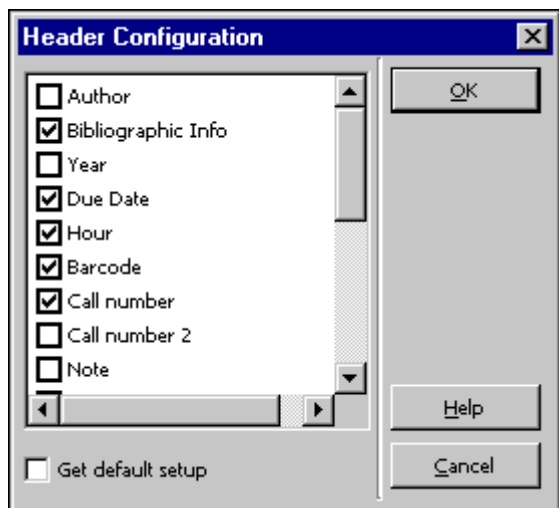 Header Configuration
Author
Bibliographic Info
Year
Due Date
Hour
Barcode
Call number
Call number 2
Note
Get default setup
OK
Help
Cancel